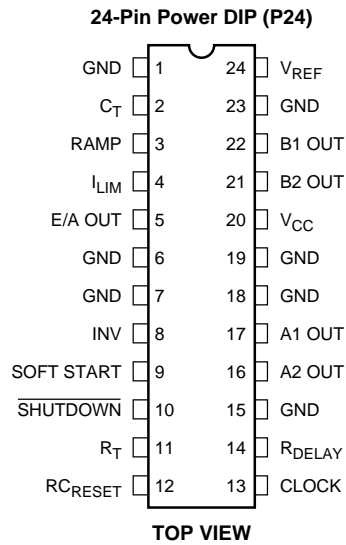 24-Pin Power DIP (P24)
GND 1 24 VREF
CT 2 23 GND
RAMP 3 22 B1 OUT
ILIM 4 21 B2 OUT
E/A OUT 5 20 VCC
GND 6 19 GND
GND 7 18 GND
INV 8 17 A1 OUT
SOFT START 9 16 A2 OUT
SHUTDOWN 10 15 GND
RT 11 14 RDELAY
RCRESET 12 13 CLOCK
TOP VIEW